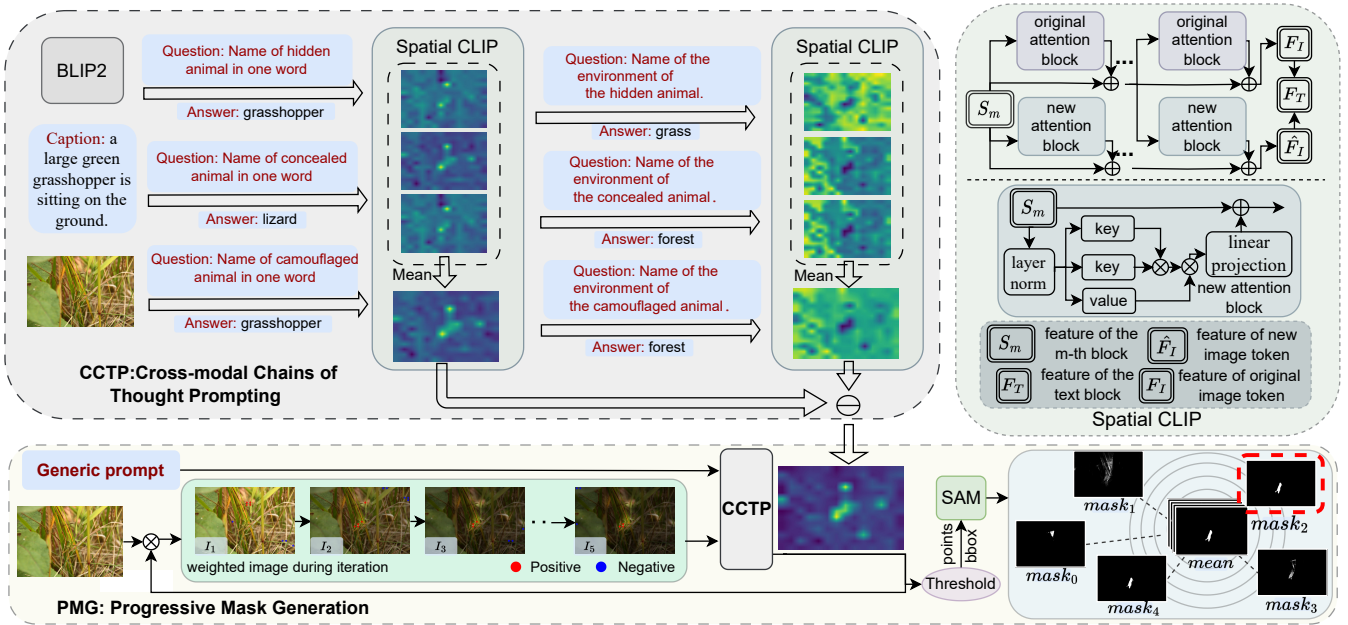 BLIP2
Caption: a
large green
grasshopper is
sitting on the
ground.
Question: Name of hidden
animal in one word
Answer: grasshopper
Question: Name of concealed
animal in one word
Answer: lizard
Question: Name of camouflaged
animal in one word
Answer: grasshopper
Spatial CLIP
Mean
Question: Name of the
environment of
the hidden animal.
Answer: grass
Question: Name of the
environment of
the concealed animal.
Answer: forest
Question: Name of the
environment of
the camouflaged animal.
Answer: forest
Spatial CLIP
Mean
CCTP:Cross-modal Chains of
Thought Prompting
original
attention
block
...
original
attention
block
F_I
S_m
F_T
new
attention
block
...
new
attention
block
F̂_I
S_m
key
layer
norm
key
value
linear
projection
new attention
block
S_m
feature of the
m-th block
F̂_I
feature of new
image token
F_T
feature of the
text block
F_I
feature of original
image token
Spatial CLIP
Generic prompt
I_1
I_2
I_3
...
I_5
weighted image during iteration
Positive
Negative
CCTP
SAM
points
bbox
Threshold
mask_1
mask_2
mask_0
mean
mask_4
mask_3
PMG: Progressive Mask Generation